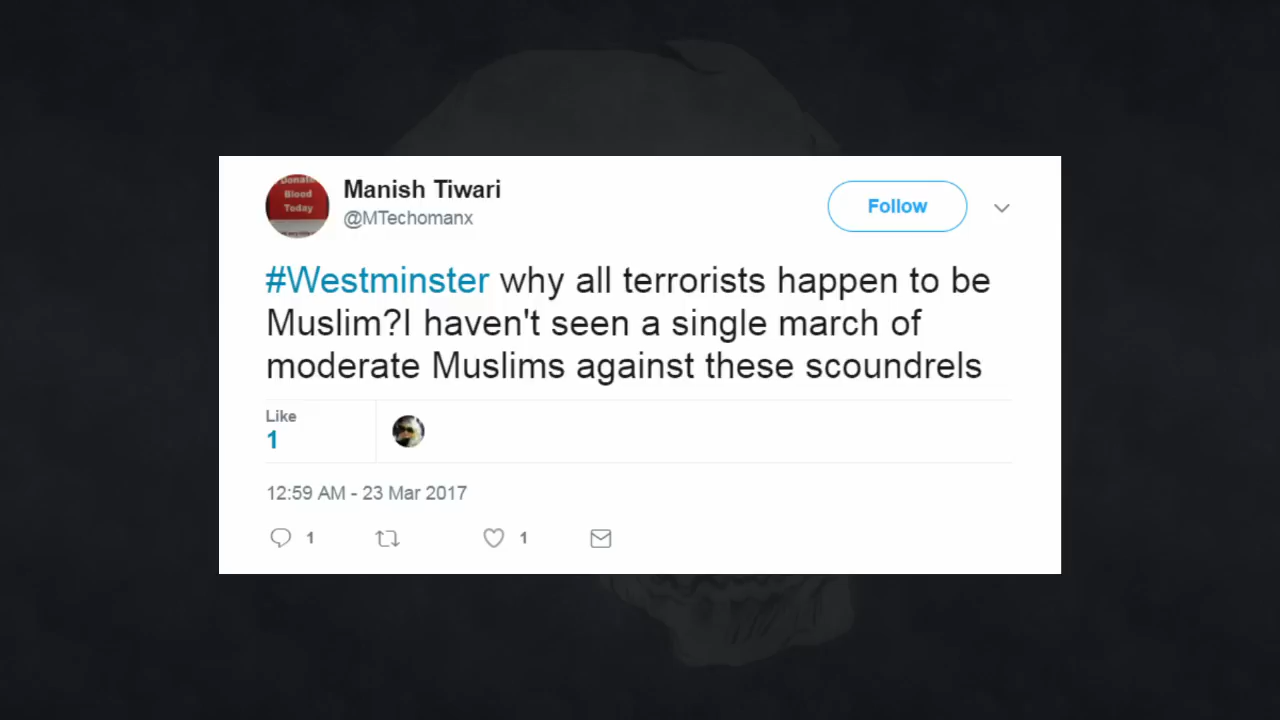 Donate
Blood
Today
Manish Tiwari
@MTechomanx
Follow
#Westminster why all terrorists happen to be
Muslim?I haven't seen a single march of
moderate Muslims against these scoundrels
Like
1
12:59 AM - 23 Mar 2017
1
1